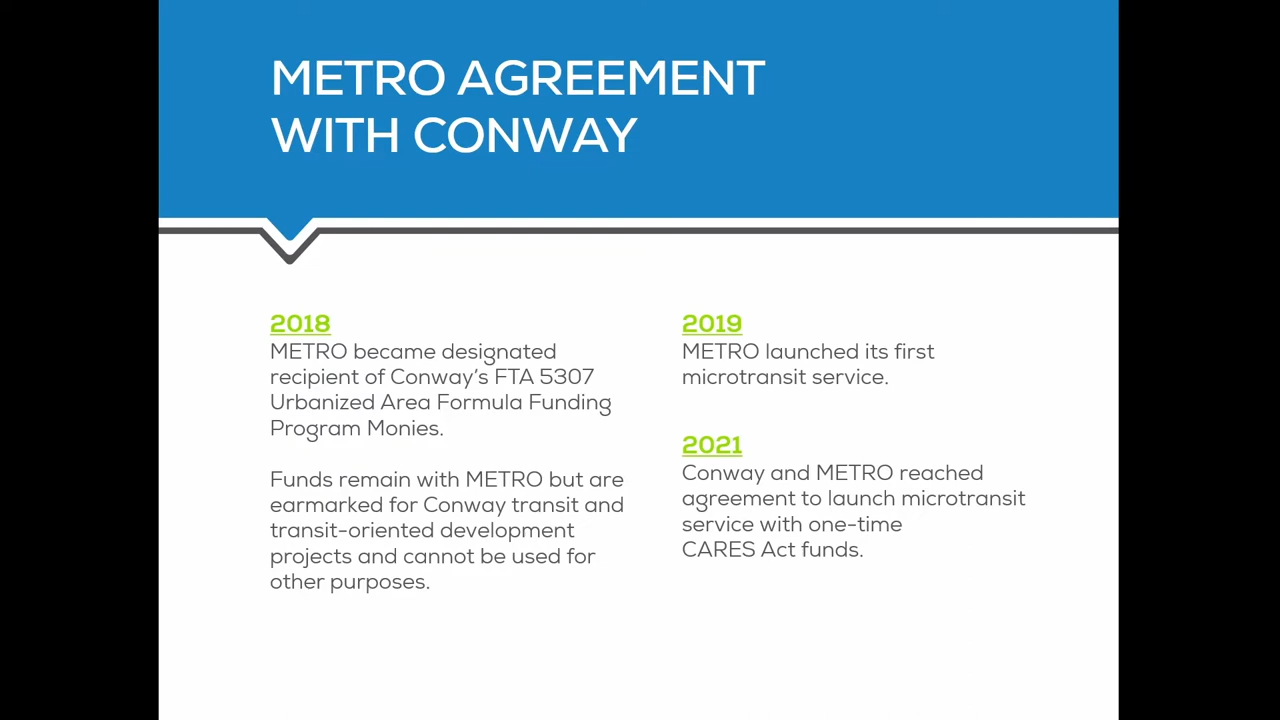 METRO AGREEMENT
WITH CONWAY
2018
METRO became designated
recipient of Conway's FTA 5307
Urbanized Area Formula Funding
Program Monies.
Funds remain with METRO but are
earmarked for Conway transit and
transit-oriented development
projects and cannot be used for
other purposes.
2019
METRO launched its first
microtransit service.
2021
Conway and METRO reached
agreement to launch microtransit
service with one-time
CARES Act funds.